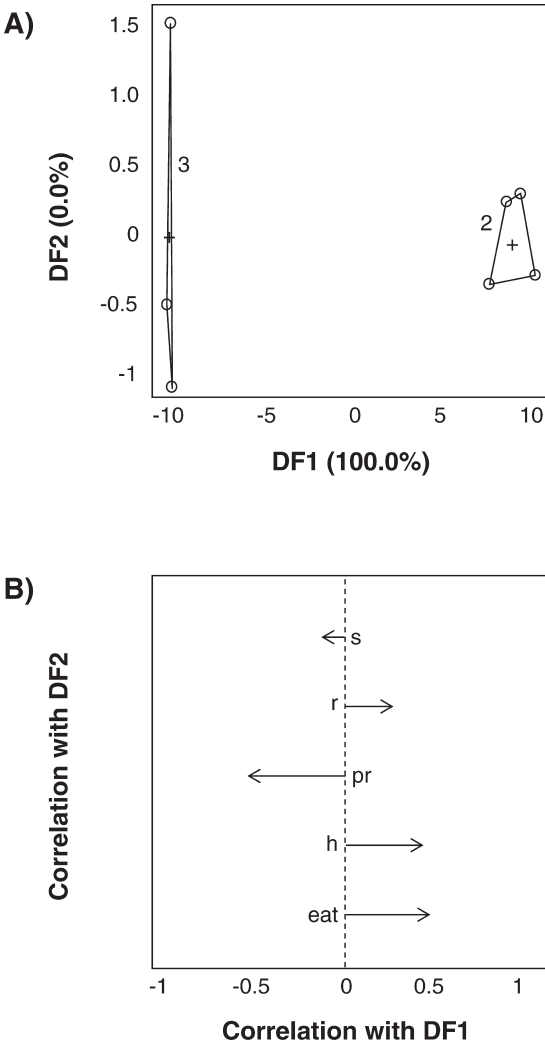 A)
1.5
1.0
0.5
0
-0.5
-1
DF2 (0.0%)
3
2
-10 -5 0 5 10
DF1 (100.0%)
B)
Correlation with DF2
s
r
pr
h
eat
-1 -0.5 0 0.5 1
Correlation with DF1